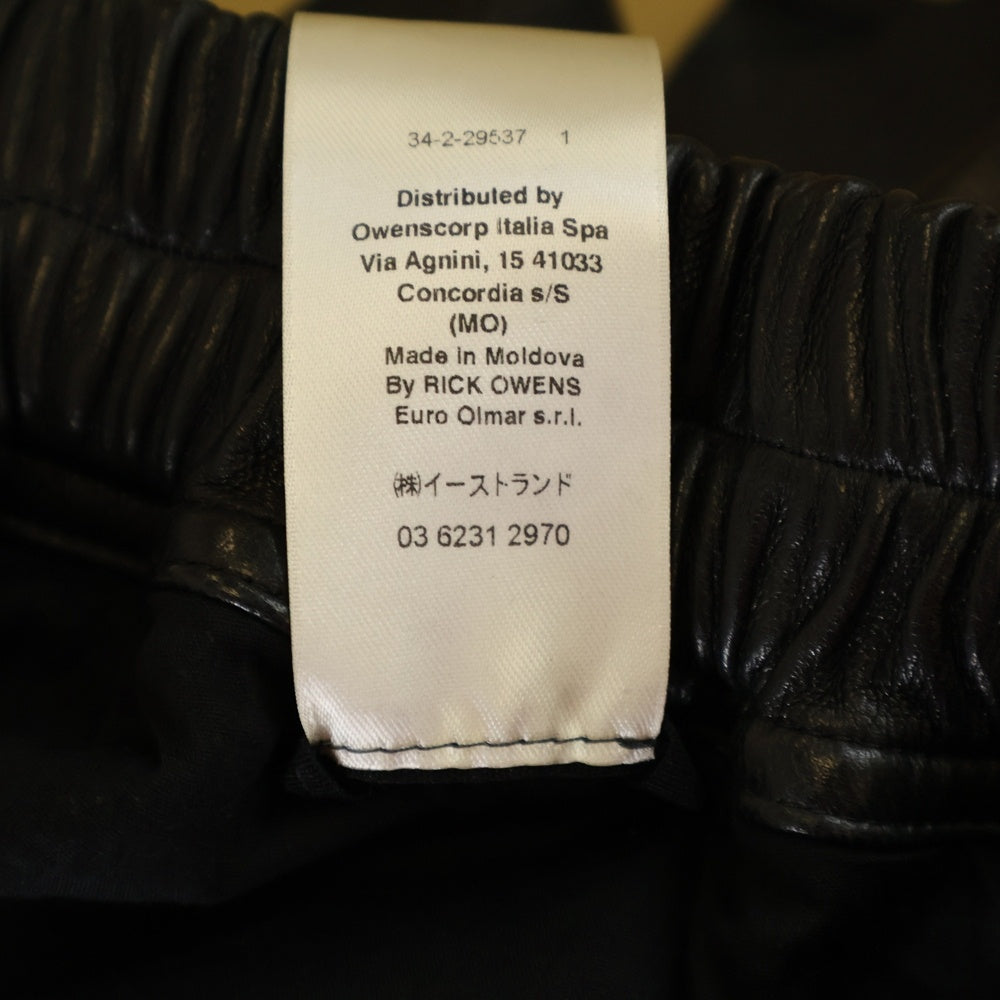 34-2-29537 1
Distributed by
Owenscorp Italia Spa
Via Agnini, 15 41033
Concordia s/S
(MO)
Made in Moldova
By RICK OWENS
Euro Olmar s.r.l.
㈱イーストランド
03 6231 2970